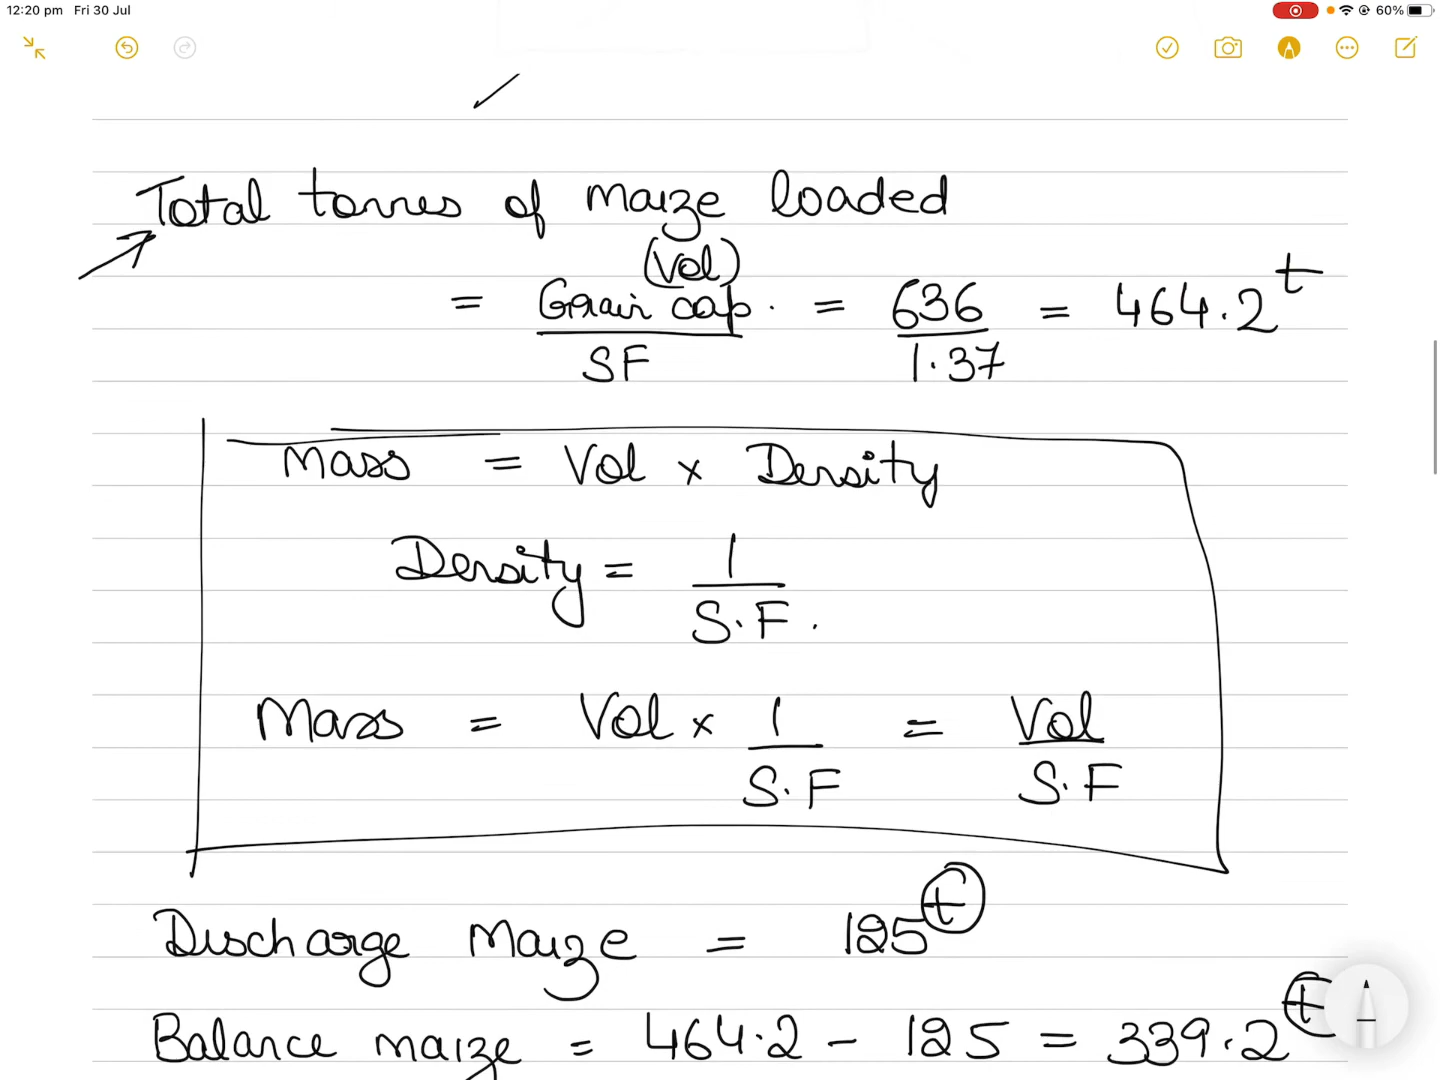 12:20 pm Fri 30 Jul 60%
Total tonnes of maize loaded
(Vol)
= Grain cap. / SF = 636 / 1.37 = 464.2 t
Mass = Vol x Density
Density = 1 / S.F.
Mass = Vol x 1 / S.F = Vol / S.F
Discharge Maize = 125 t
Balance maize = 464.2 - 125 = 339.2 t